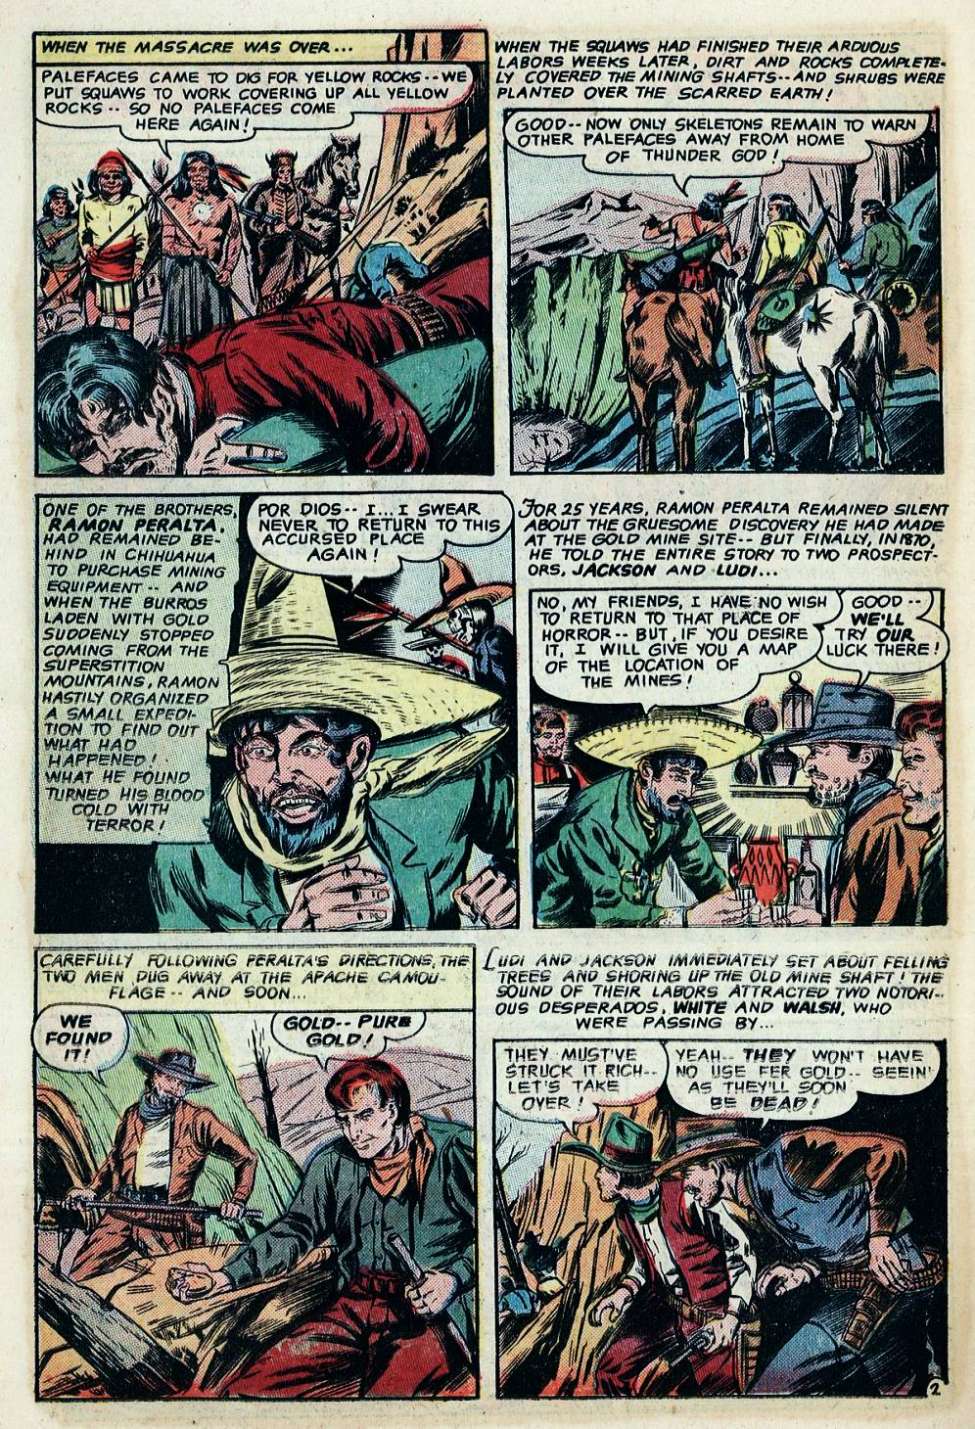 WHEN THE MASSACRE WAS OVER...
PALEFACES CAME TO DIG FOR YELLOW ROCKS--WE
PUT SQUAWS TO WORK COVERING UP ALL YELLOW
ROCKS-- SO NO PALEFACES COME
HERE AGAIN!
WHEN THE SQUAWS HAD FINISHED THEIR ARDUOUS
LABORS WEEKS LATER, DIRT AND ROCKS COMPLETE-
LY COVERED THE MINING SHAFTS--AND SHRUBS WERE
PLANTED OVER THE SCARRED EARTH!
GOOD--NOW ONLY SKELETONS REMAIN TO WARN
OTHER PALEFACES AWAY FROM HOME
OF THUNDER GOD!
ONE OF THE BROTHERS,
RAMON PERALTA,
HAD REMAINED BE-
HIND IN CHIHUAHUA
TO PURCHASE MINING
EQUIPMENT-- AND
WHEN THE BURROS
LADEN WITH GOLD
SUDDENLY STOPPED
COMING FROM THE
SUPERSTITION
MOUNTAINS, RAMON
HASTILY ORGANIZED
A SMALL EXPEDI-
TION TO FIND OUT
WHAT HAD
HAPPENED!
WHAT HE FOUND
TURNED HIS BLOOD
COLD WITH
TERROR!
POR DIOS-- I...I SWEAR
NEVER TO RETURN TO THIS
ACCURSED PLACE
AGAIN!
FOR 25 YEARS, RAMON PERALTA REMAINED SILENT
ABOUT THE GRUESOME DISCOVERY HE HAD MADE
AT THE GOLD MINE SITE-- BUT FINALLY, IN 1870,
HE TOLD THE ENTIRE STORY TO TWO PROSPECT-
ORS, JACKSON AND LUDI...
NO, MY FRIENDS, I HAVE NO WISH
TO RETURN TO THAT PLACE OF
HORROR-- BUT, IF YOU DESIRE
IT, I WILL GIVE YOU A MAP
OF THE LOCATION OF
THE MINES!
GOOD--
WE'LL
TRY OUR
LUCK THERE!
CAREFULLY FOLLOWING PERALTA'S DIRECTIONS, THE
TWO MEN DUG AWAY AT THE APACHE CAMOU-
FLAGE-- AND SOON...
WE
FOUND
IT!
GOLD-- PURE
GOLD!
LUDI AND JACKSON IMMEDIATELY SET ABOUT FELLING
TREES AND SHORING UP THE OLD MINE SHAFT! THE
SOUND OF THEIR LABORS ATTRACTED TWO NOTORI-
OUS DESPERADOS, WHITE AND WALSH, WHO
WERE PASSING BY...
THEY MUST'VE
STRUCK IT RICH--
LET'S TAKE
OVER!
YEAH-- THEY WON'T HAVE
NO USE FER GOLD-- SEEIN'
AS THEY'LL SOON
BE DEAD!
2